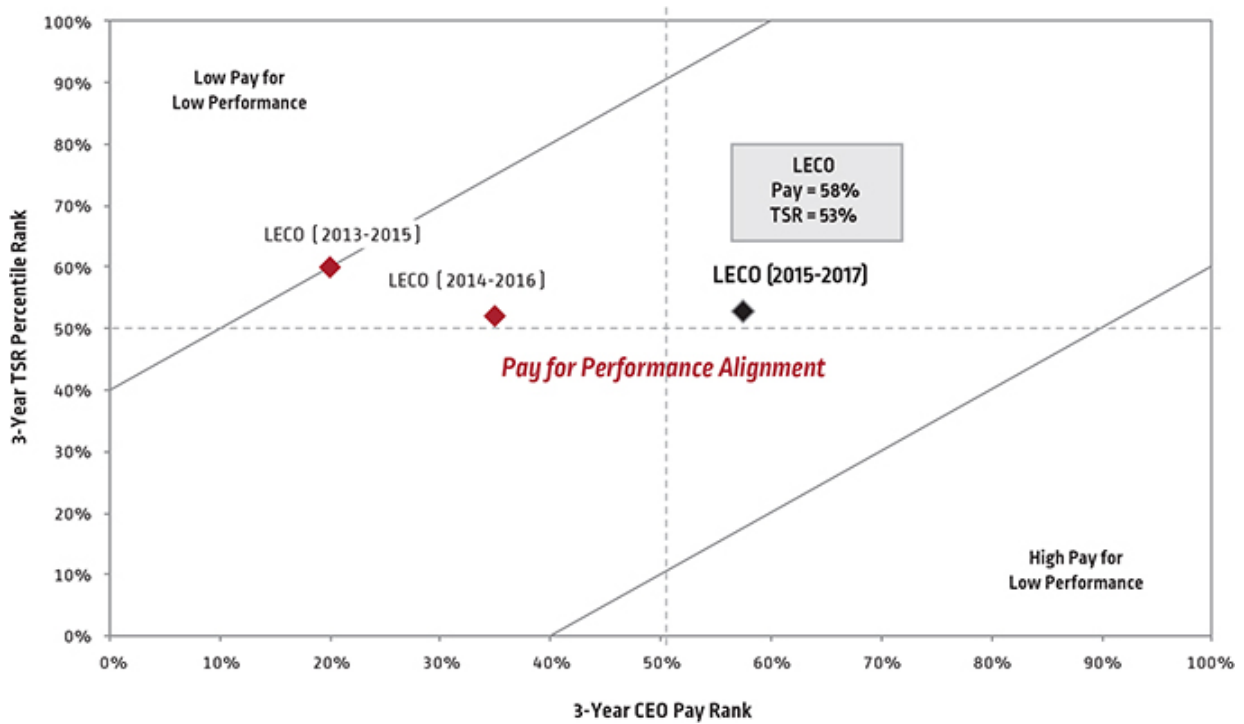 100%
90%
80%
70%
60%
50%
40%
30%
20%
10%
0%
3-Year TSR Percentile Rank
Low Pay for
Low Performance
LECO
Pay = 58%
TSR = 53%
LECO (2013-2015)
LECO (2014-2016)
LECO (2015-2017)
Pay for Performance Alignment
High Pay for
Low Performance
0% 10% 20% 30% 40% 50% 60% 70% 80% 90% 100%
3-Year CEO Pay Rank